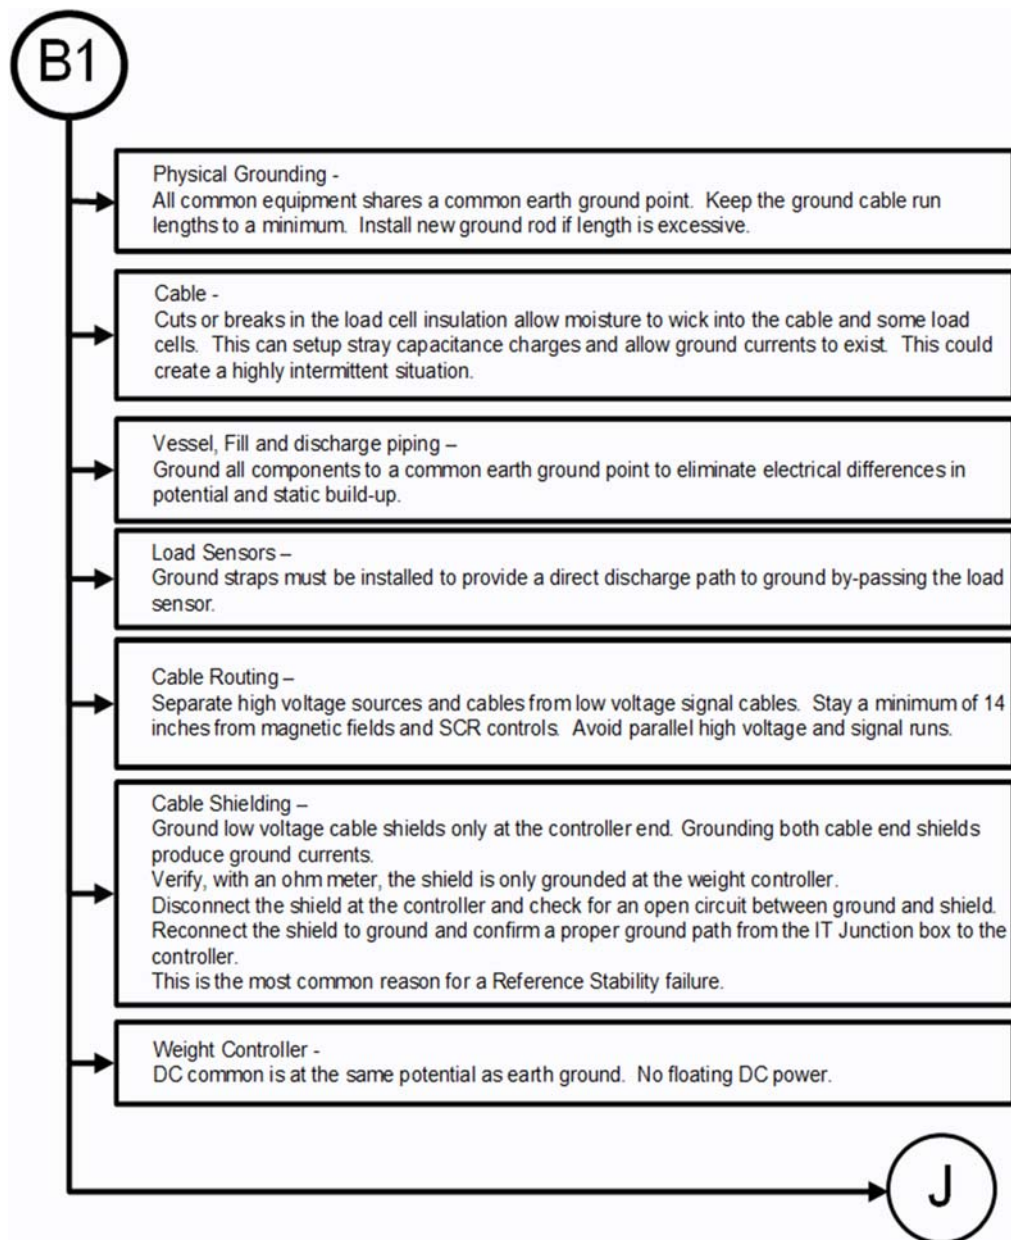 B1
Physical Grounding -
All common equipment shares a common earth ground point. Keep the ground cable run
lengths to a minimum. Install new ground rod if length is excessive.
Cable -
Cuts or breaks in the load cell insulation allow moisture to wick into the cable and some load
cells. This can setup stray capacitance charges and allow ground currents to exist. This could
create a highly intermittent situation.
Vessel, Fill and discharge piping –
Ground all components to a common earth ground point to eliminate electrical differences in
potential and static build-up.
Load Sensors –
Ground straps must be installed to provide a direct discharge path to ground by-passing the load
sensor.
Cable Routing –
Separate high voltage sources and cables from low voltage signal cables. Stay a minimum of 14
inches from magnetic fields and SCR controls. Avoid parallel high voltage and signal runs.
Cable Shielding –
Ground low voltage cable shields only at the controller end. Grounding both cable end shields
produce ground currents.
Verify, with an ohm meter, the shield is only grounded at the weight controller.
Disconnect the shield at the controller and check for an open circuit between ground and shield.
Reconnect the shield to ground and confirm a proper ground path from the IT Junction box to the
controller.
This is the most common reason for a Reference Stability failure.
Weight Controller -
DC common is at the same potential as earth ground. No floating DC power.
J